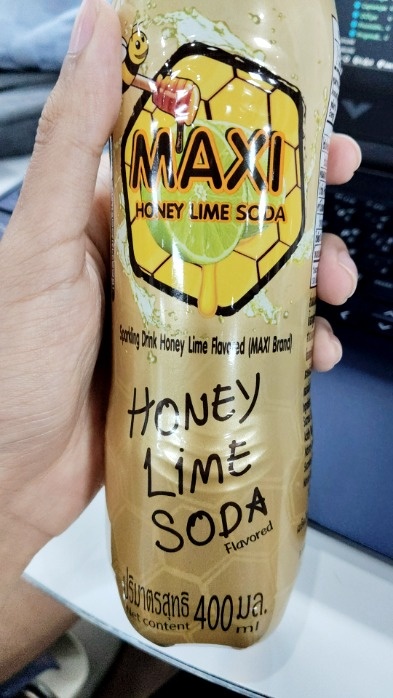 MAXI
HONEY LIME SODA
Sparkling Drink Honey Lime Flavored (MAXI Brand)
HONEY
LiME
SODA
Flavored
ปริมาตรสุทธิ 400 มล.
Net content ml